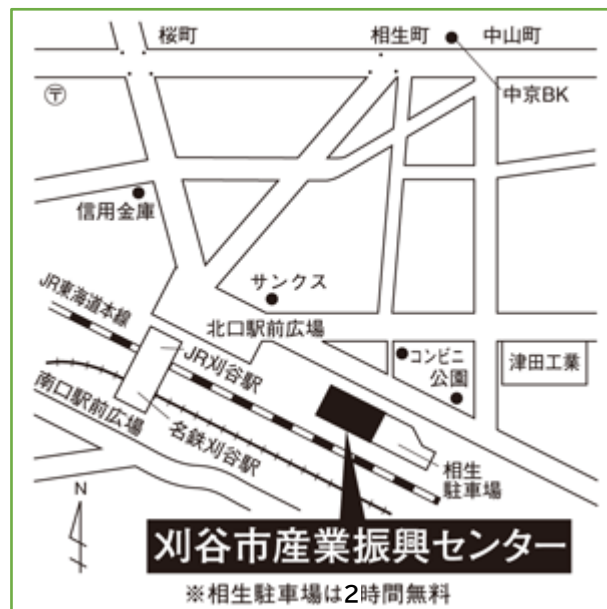 桜町
相生町
中山町
中京BK
〒
信用金庫
サンクス
JR東海道本線
北口駅前広場
コンビニ
公園
津田工業
JR刈谷駅
南口駅前広場
名鉄刈谷駅
相生
駐車場
N
刈谷市産業振興センター
※相生駐車場は2時間無料